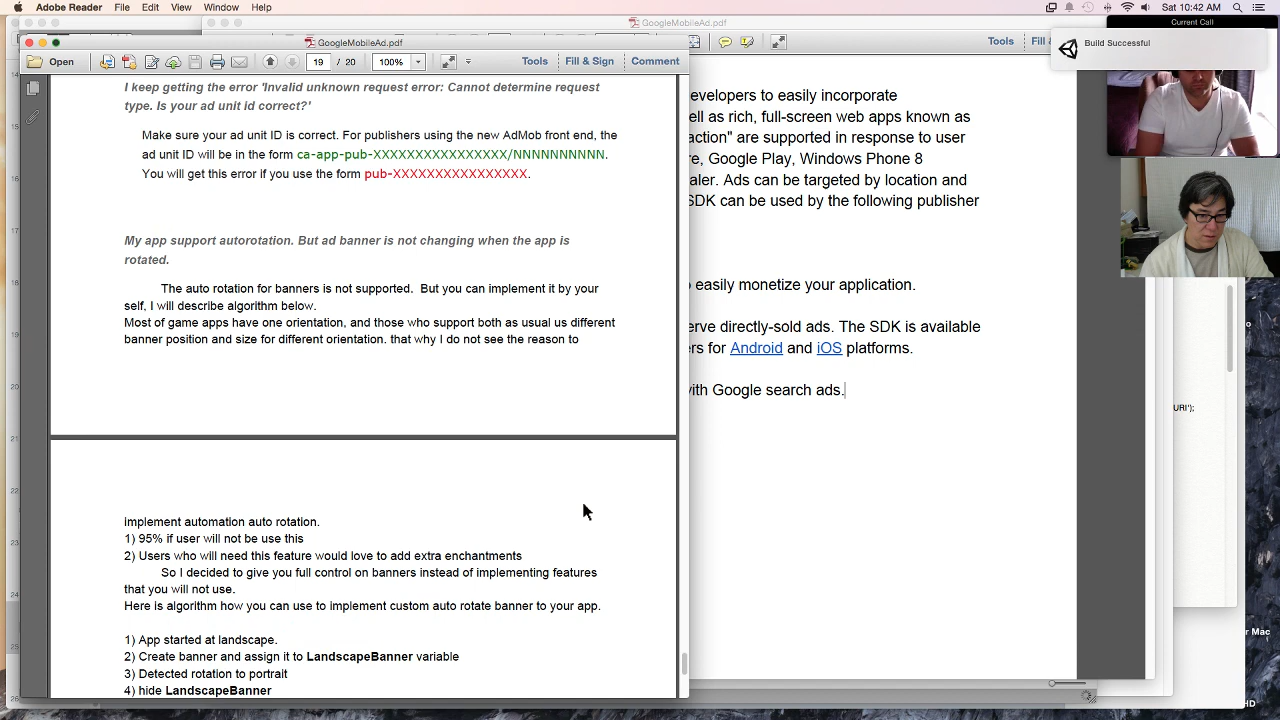 Adobe Reader File Edit View Window Help
Sat 10:42 AM
GoogleMobileAd.pdf
Current Call
Build Successful
GoogleMobileAd.pdf
Open
19 / 21
100%
Tools Fill & Sign Comment
Tools
I keep getting the error 'Invalid unknown request error: Cannot determine request
type. Is your ad unit id correct?'
Make sure your ad unit ID is correct. For publishers using the new AdMob front end, the
ad unit ID will be in the form ca-app-pub-XXXXXXXXXXXXXXXX/NNNNNNNNNN.
You will get this error if you use the form pub-XXXXXXXXXXXXXXXX.
My app support autorotation. But ad banner is not changing when the app is
rotated.
The auto rotation for banners is not supported. But you can implement it by your
self, I will describe algorithm below.
Most of game apps have one orientation, and those who support both as usual us different
banner position and size for different orientation. that why I do not see the reason to
implement automation auto rotation.
1) 95% if user will not be use this
2) Users who will need this feature would love to add extra enchantments
So I decided to give you full control on banners instead of implementing features
that you will not use.
Here is algorithm how you can use to implement custom auto rotate banner to your app.
1) App started at landscape.
2) Create banner and assign it to LandscapeBanner variable
3) Detected rotation to portrait
4) hide LandscapeBanner
evelopers to easily incorporate
ell as rich, full-screen web apps known as
action" are supported in response to user
re, Google Play, Windows Phone 8
aler. Ads can be targeted by location and
SDK can be used by the following publisher
easily monetize your application.
erve directly-sold ads. The SDK is available
rs for Android and iOS platforms.
with Google search ads.
URI');
r Mac
HD